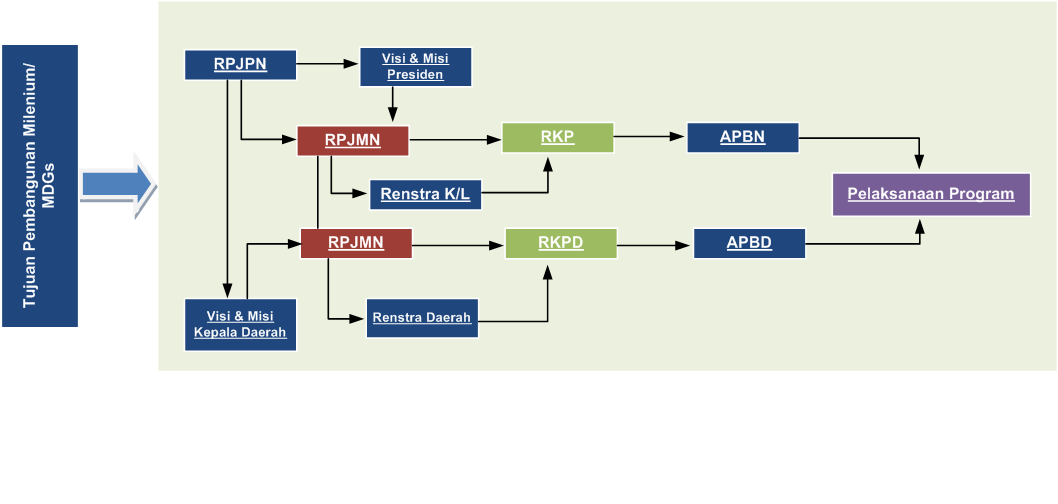 Tujuan Pembangunan Milenium/
MDGs
RPJPN
Visi & Misi
Presiden
RPJMN
RKP
APBN
Renstra K/L
Pelaksanaan Program
RPJMN
RKPD
APBD
Visi & Misi
Kepala Daerah
Renstra Daerah